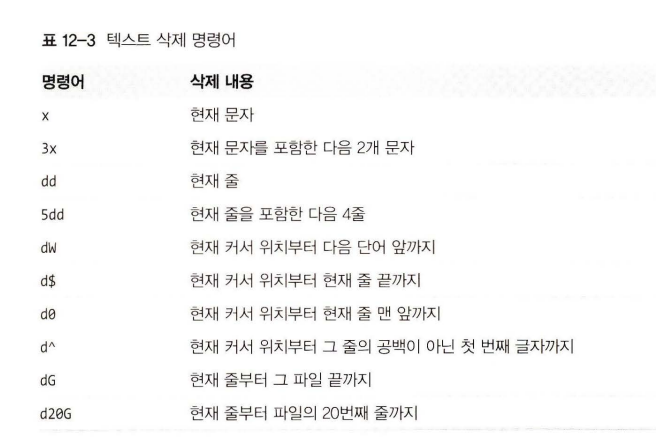 표 12-3 텍스트 삭제 명령어
명령어 삭제 내용
x 현재 문자
3x 현재 문자를 포함한 다음 2개 문자
dd 현재 줄
5dd 현재 줄을 포함한 다음 4줄
dW 현재 커서 위치부터 다음 단어 앞까지
d$ 현재 커서 위치부터 현재 줄 끝까지
d0 현재 커서 위치부터 현재 줄 맨 앞까지
d^ 현재 커서 위치부터 그 줄의 공백이 아닌 첫 번째 글자까지
dG 현재 줄부터 그 파일 끝까지
d20G 현재 줄부터 파일의 20번째 줄까지